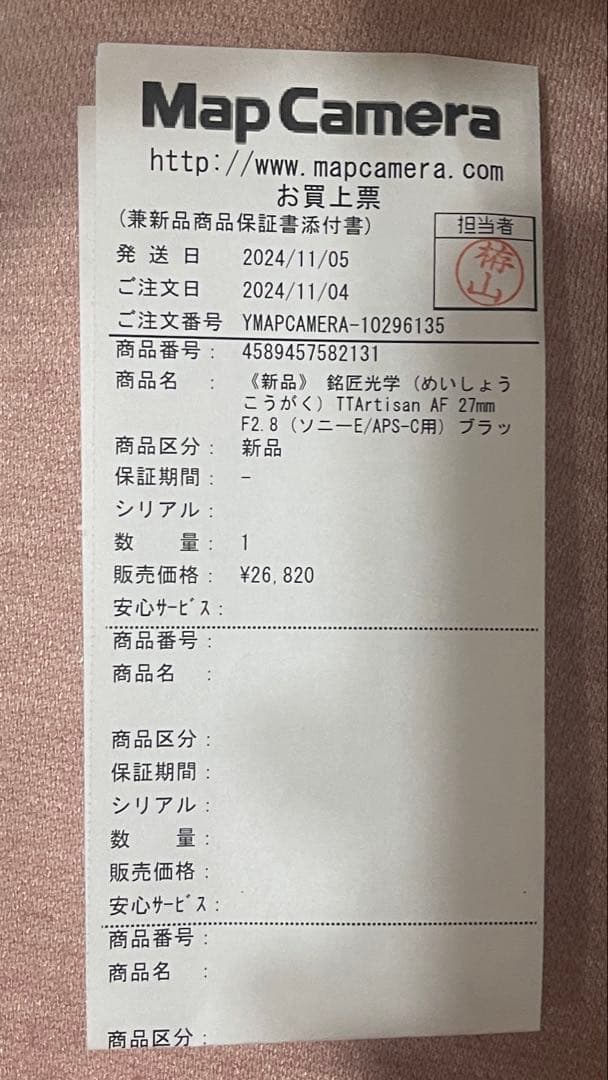 Map Camera
http://www.mapcamera.com
お買上票
(兼新品商品保証書添付書)
担当者
山
発送日 2024/11/05
ご注文日 2024/11/04
ご注文番号 YMAPCAMERA-10296135
商品番号: 4589457582131
商品名 : 《新品》 銘匠光学 (めいしょう
こうがく) TTArtisan AF 27mm
F2.8 (ソニーE/APS-C用) ブラッ
商品区分: 新品
保証期間: -
シリアル:
数 量: 1
販売価格: ¥26,820
安心ｻｰﾋﾞｽ:
商品番号:
商品名 :
商品区分:
保証期間:
シリアル:
数 量:
販売価格:
安心ｻｰﾋﾞｽ:
商品番号:
商品名 :
商品区分: